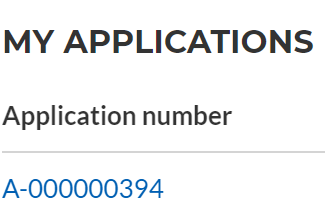 MY APPLICATIONS
Application number
A-000000394